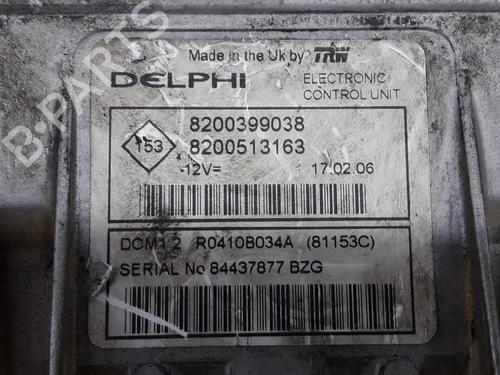 Made in the Uk by TRW
DELPHI ELECTRONIC
CONTROL UNIT
8200399038
153 8200513163
12V= 17.02.06
DCM1.2 R0410B034A (81153C)
SERIAL No 84437877 BZG
B-PARTS